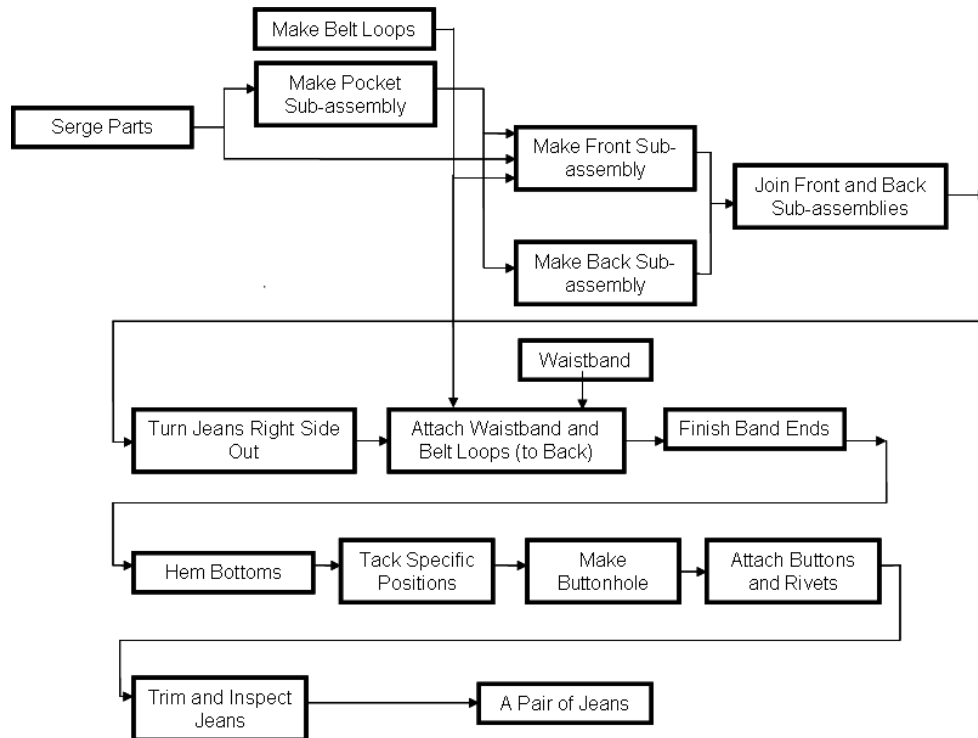 Make Belt Loops
Make Pocket
Sub-assembly
Serge Parts
Make Front Sub-
assembly
Join Front and Back
Sub-assemblies
Make Back Sub-
assembly
Waistband
Turn Jeans Right Side
Out
Attach Waistband and
Belt Loops (to Back)
Finish Band Ends
Hem Bottoms
Tack Specific
Positions
Make
Buttonhole
Attach Buttons
and Rivets
Trim and Inspect
Jeans
A Pair of Jeans